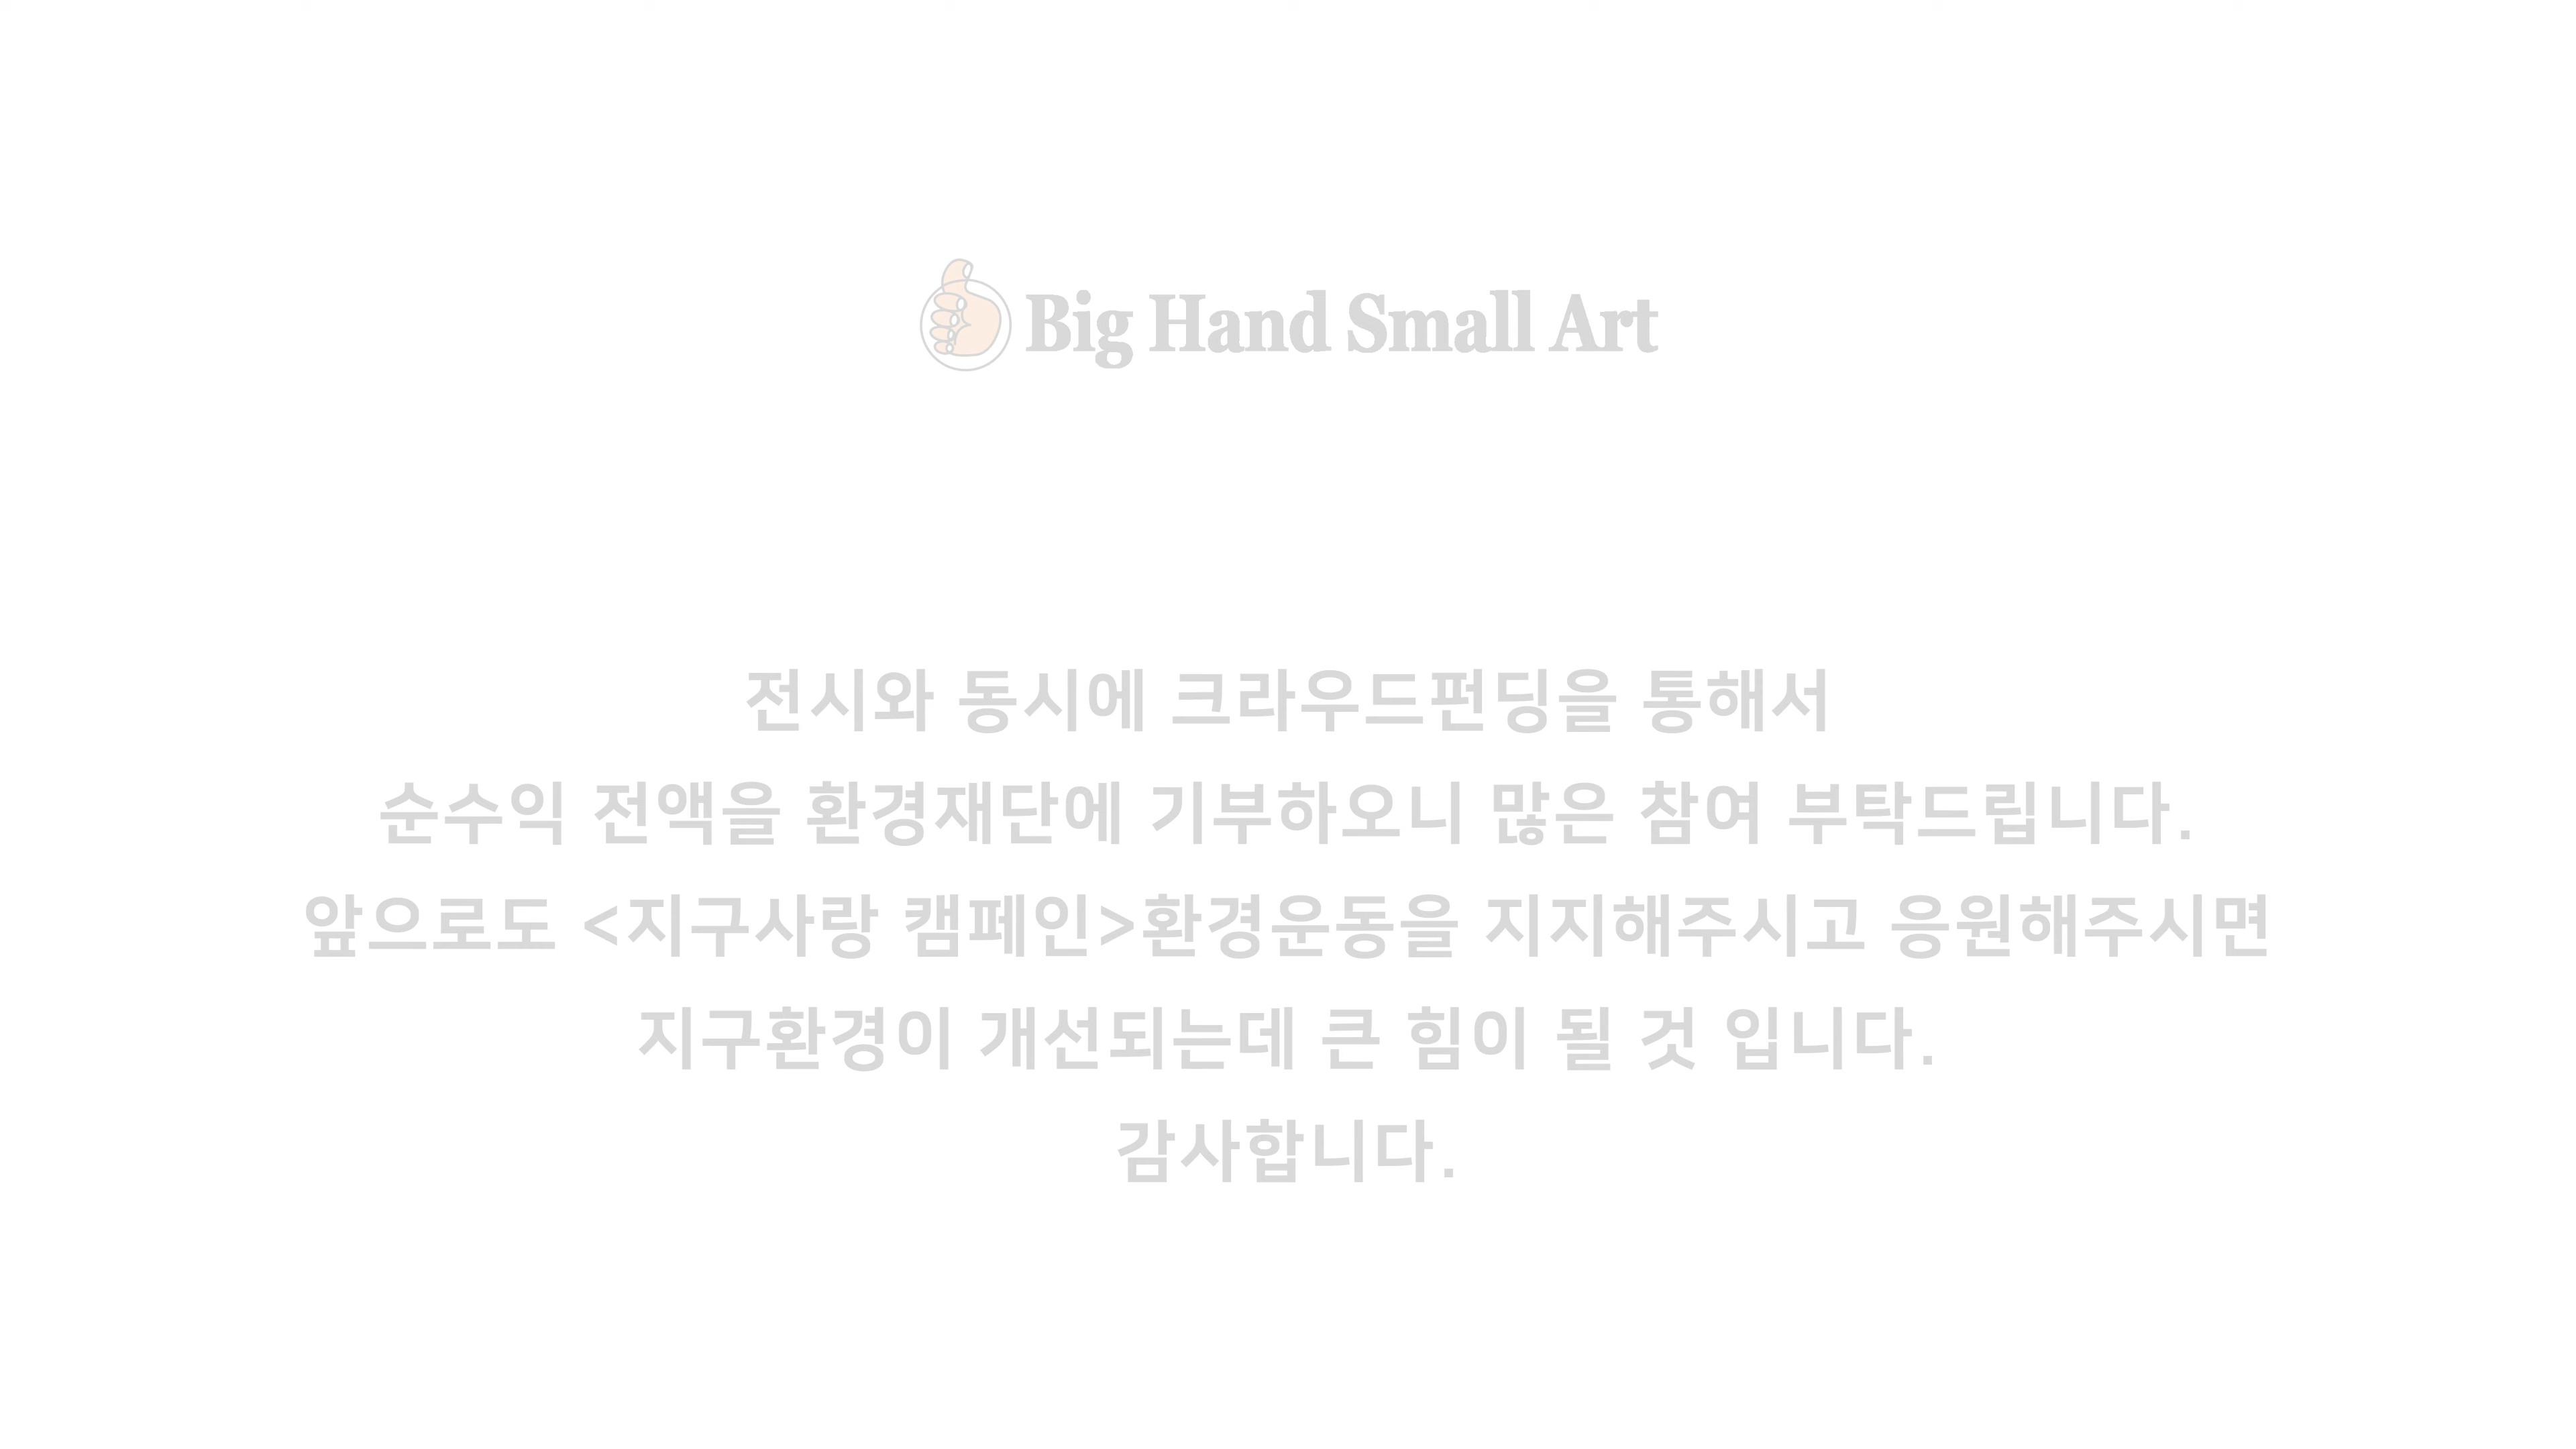 Big Hand Small Art
전시와 동시에 크라우드펀딩을 통해서
순수익 전액을 환경재단에 기부하오니 많은 참여 부탁드립니다.
앞으로도 <지구사랑 캠페인>환경운동을 지지해주시고 응원해주시면
지구환경이 개선되는데 큰 힘이 될 것 입니다.
감사합니다.